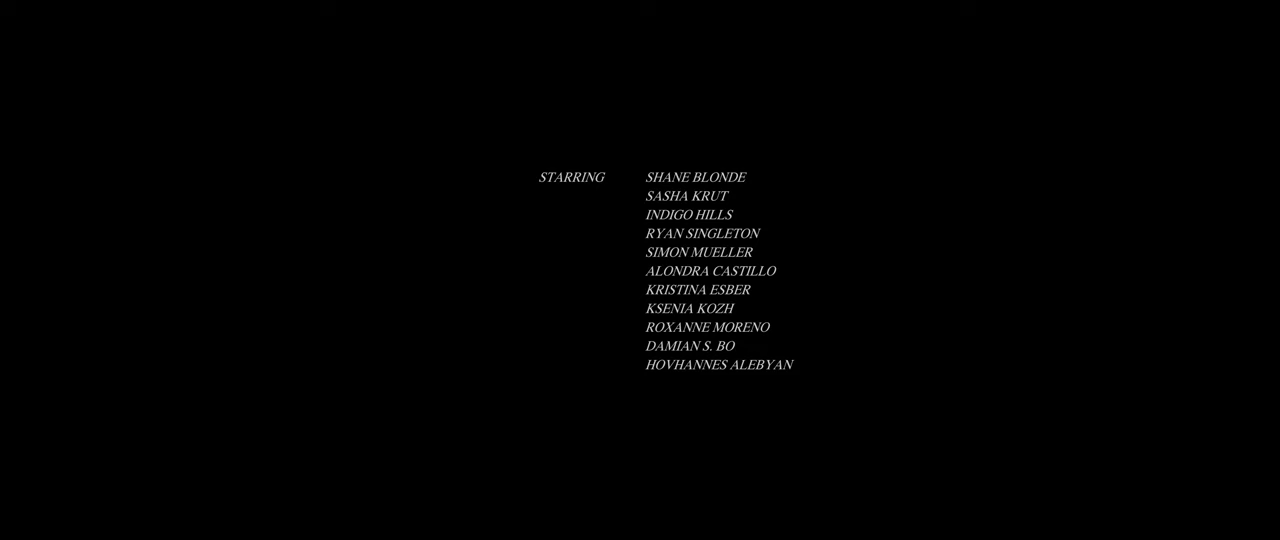 STARRING SHANE BLONDE
SASHA KRUT
INDIGO HILLS
RYAN SINGLETON
SIMON MUELLER
ALONDRA CASTILLO
KRISTINA ESBER
KSENIA KOZH
ROXANNE MORENO
DAMIAN S. BO
HOVHANNES ALEBYAN